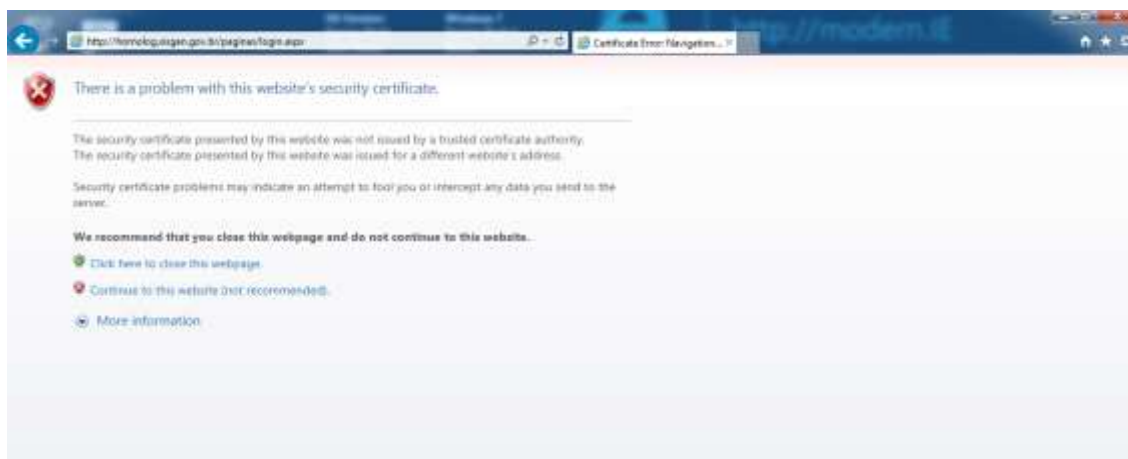 http://modern.IE
Certificate Error: Navigation...
There is a problem with this website's security certificate.
The security certificate presented by this website was not issued by a trusted certificate authority.
The security certificate presented by this website was issued for a different website's address.
Security certificate problems may indicate an attempt to fool you or intercept any data you send to the
server.
We recommend that you close this webpage and do not continue to this website.
Click here to close this webpage.
Continue to this website (not recommended).
More information